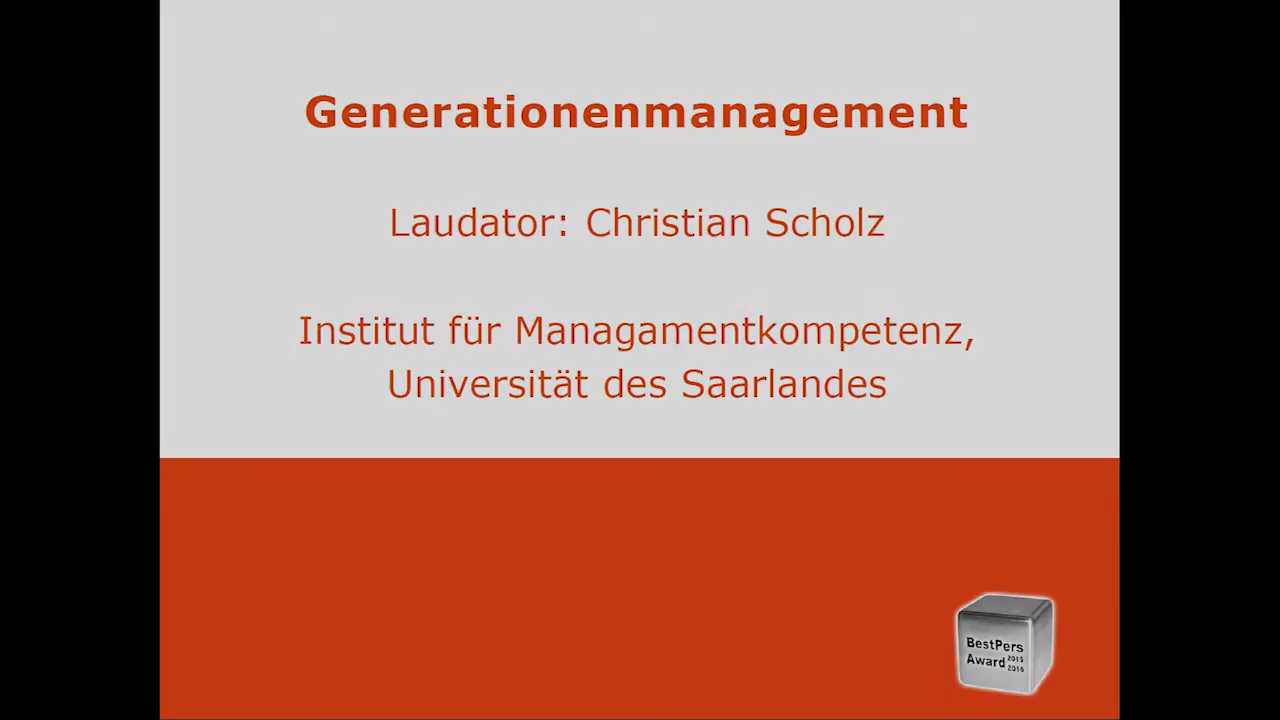 Generationenmanagement
Laudator: Christian Scholz
Institut für Managamentkompetenz,
Universität des Saarlandes
BestPers
Award 2015
2016